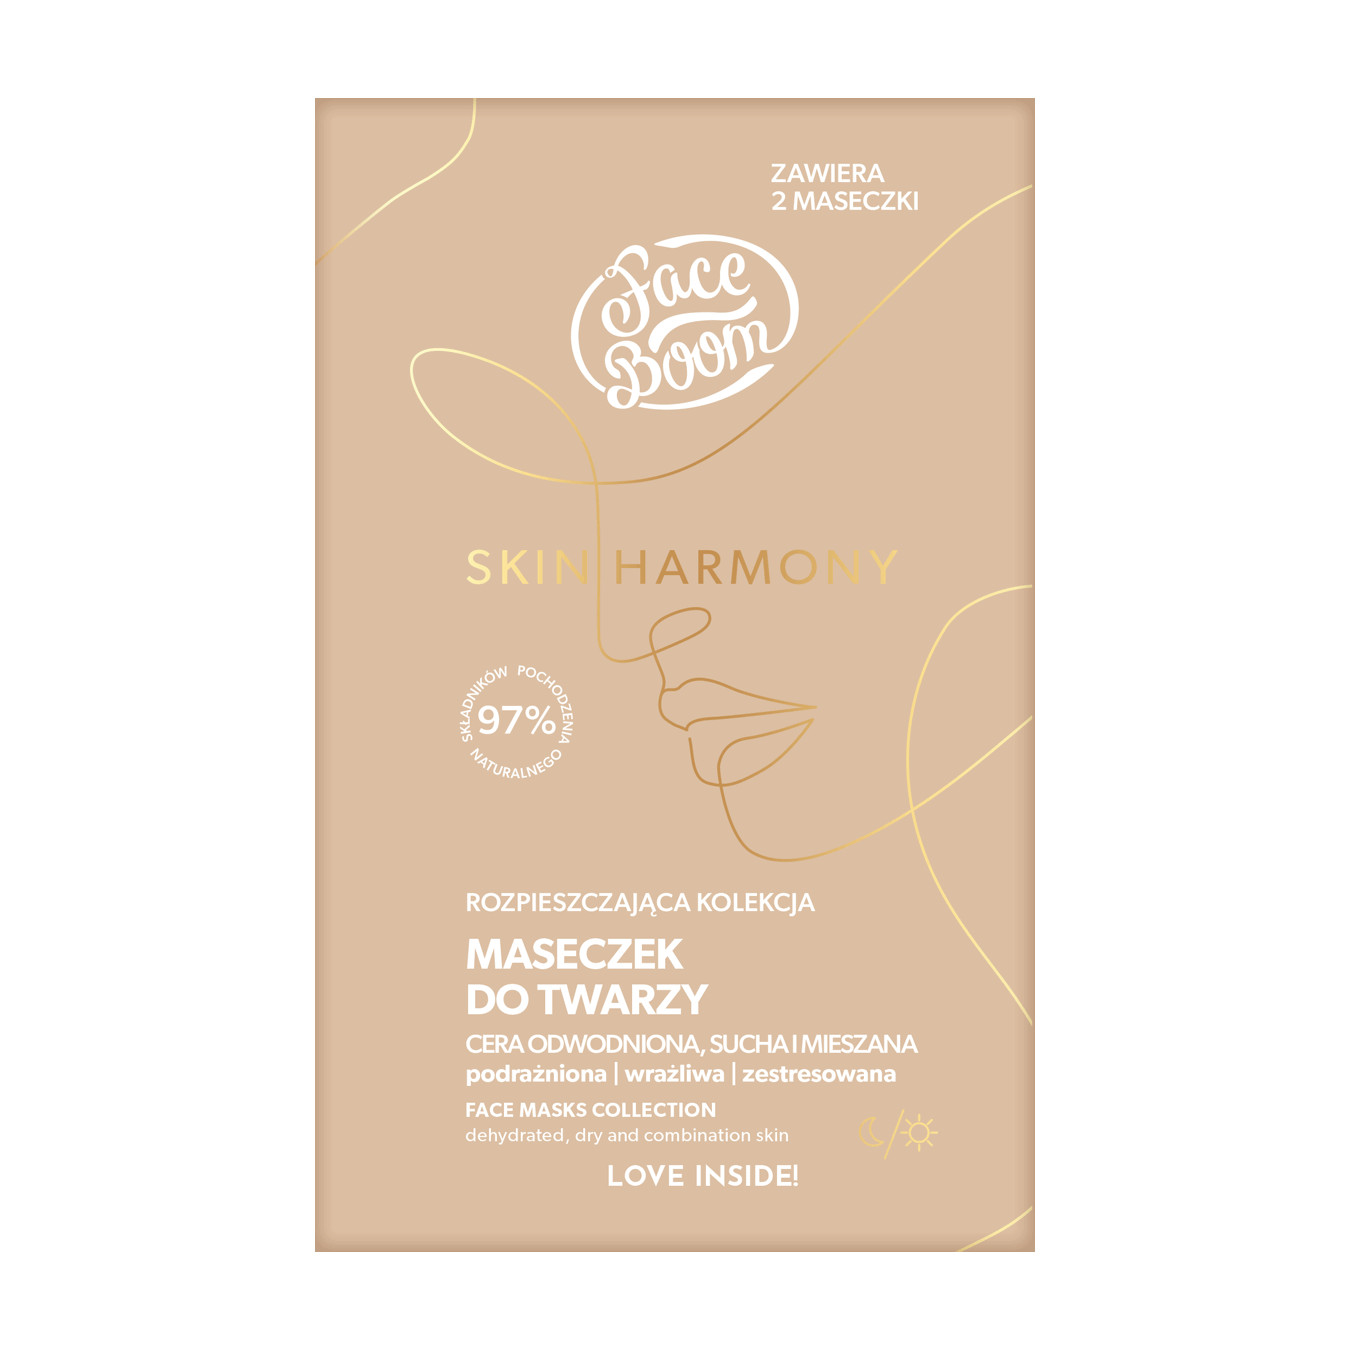 ZAWIERA
2 MASECZKI
Face
Boom
SKIN HARMONY
SKŁADNIKÓW POCHODZENIA
97%
NATURALNEGO
ROZPIESZCZAJĄCA KOLEKCJA
MASECZEK
DO TWARZY
CERA ODWODNIONA, SUCHA I MIESZANA
podrażniona | wrażliwa | zestresowana
FACE MASKS COLLECTION
dehydrated, dry and combination skin
LOVE INSIDE!